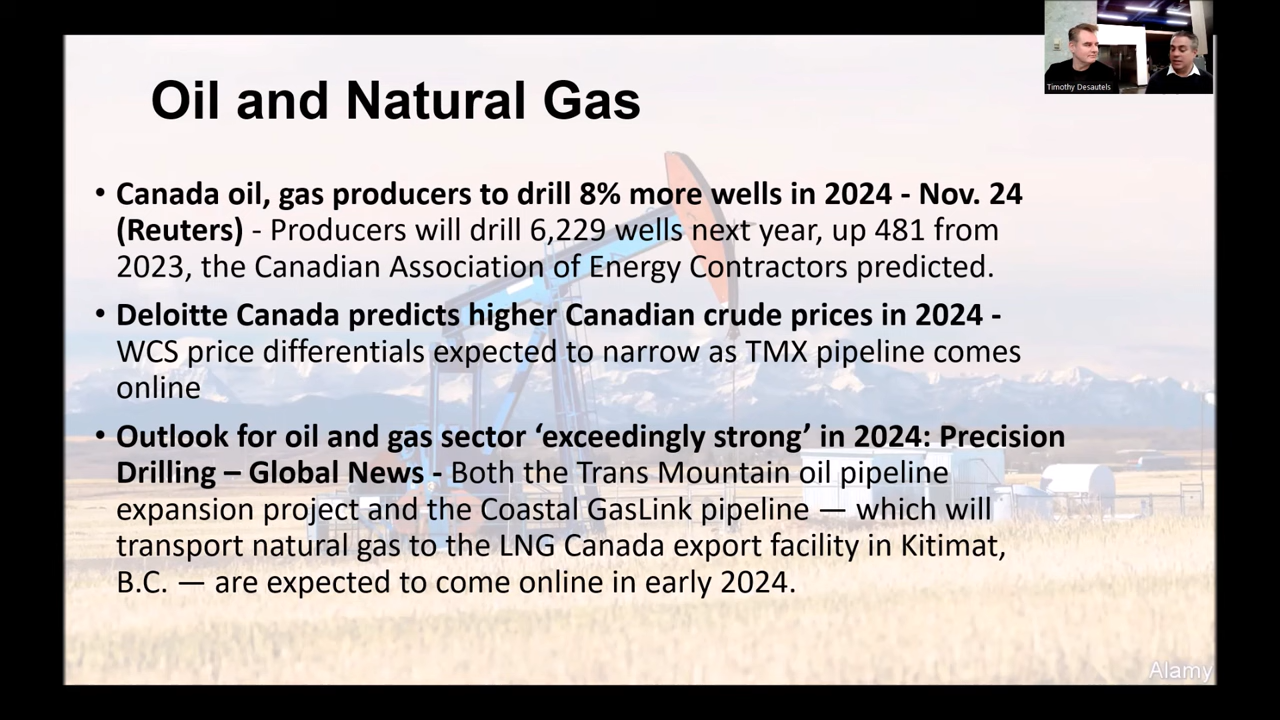 Timothy Desautels
Oil and Natural Gas
• Canada oil, gas producers to drill 8% more wells in 2024 - Nov. 24
(Reuters) - Producers will drill 6,229 wells next year, up 481 from
2023, the Canadian Association of Energy Contractors predicted.
• Deloitte Canada predicts higher Canadian crude prices in 2024 -
WCS price differentials expected to narrow as TMX pipeline comes
online
• Outlook for oil and gas sector ‘exceedingly strong’ in 2024: Precision
Drilling – Global News - Both the Trans Mountain oil pipeline
expansion project and the Coastal GasLink pipeline — which will
transport natural gas to the LNG Canada export facility in Kitimat,
B.C. — are expected to come online in early 2024.
Alamy